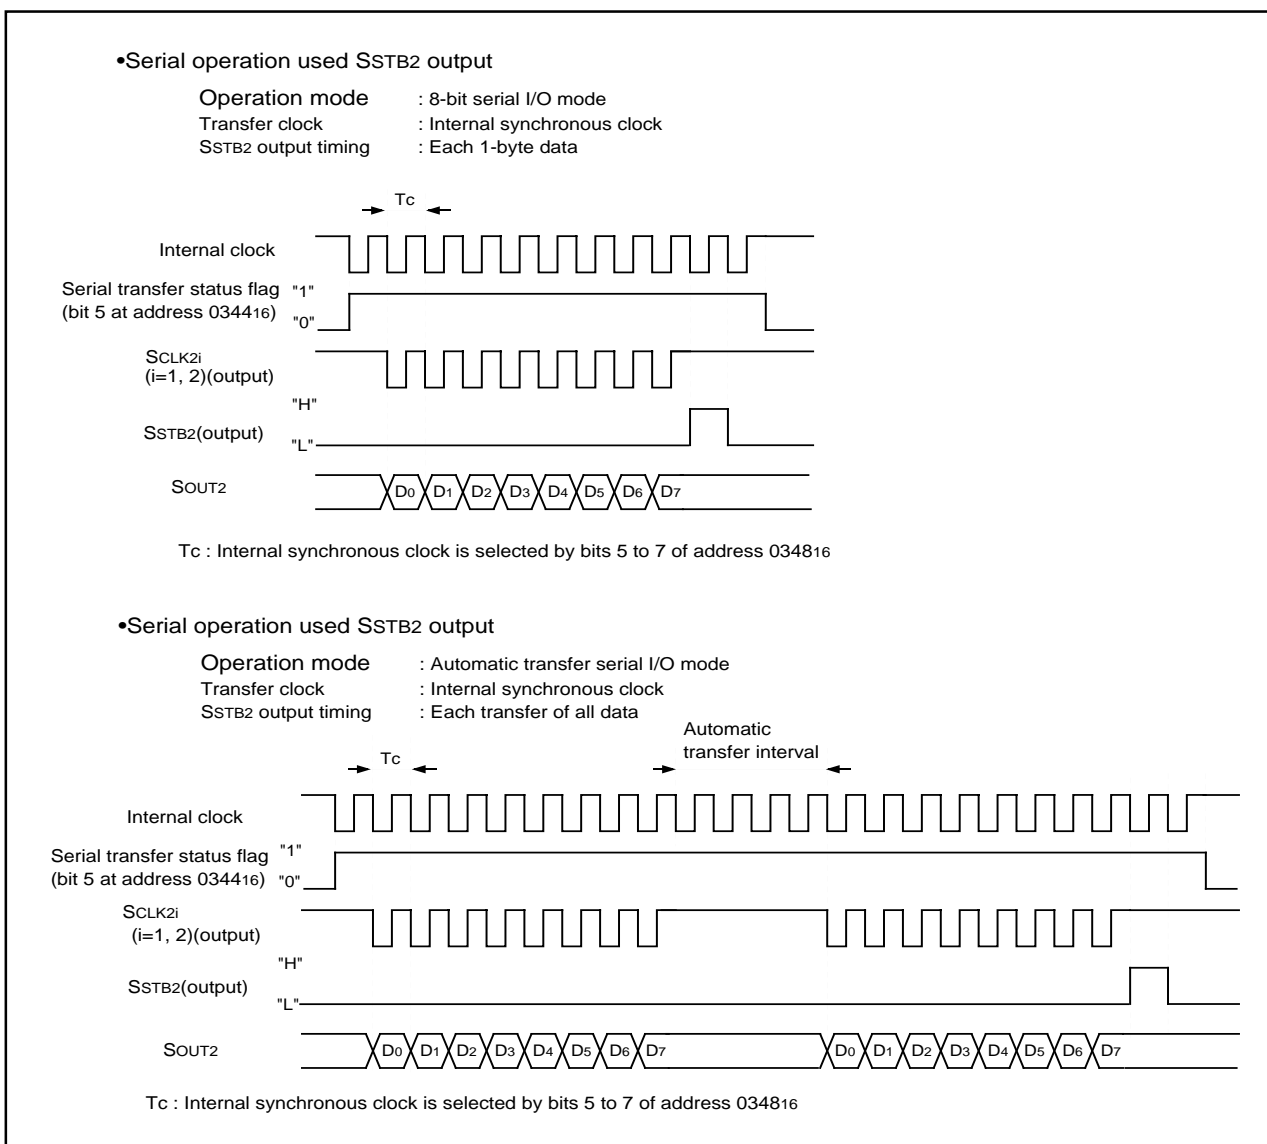 •Serial operation used SSTB2 output
Operation mode : 8-bit serial I/O mode
Transfer clock : Internal synchronous clock
SSTB2 output timing : Each 1-byte data
Tc
Internal clock
Serial transfer status flag "1"
(bit 5 at address 034416) "0"
SCLK2i
(i=1, 2)(output)
"H"
SSTB2(output)
"L"
SOUT2 D0 D1 D2 D3 D4 D5 D6 D7
Tc : Internal synchronous clock is selected by bits 5 to 7 of address 034816
•Serial operation used SSTB2 output
Operation mode : Automatic transfer serial I/O mode
Transfer clock : Internal synchronous clock
SSTB2 output timing : Each transfer of all data
Automatic
transfer interval
Tc
Internal clock
Serial transfer status flag "1"
(bit 5 at address 034416) "0"
SCLK2i
(i=1, 2)(output)
"H"
SSTB2(output)
"L"
SOUT2 D0 D1 D2 D3 D4 D5 D6 D7 D0 D1 D2 D3 D4 D5 D6 D7
Tc : Internal synchronous clock is selected by bits 5 to 7 of address 034816